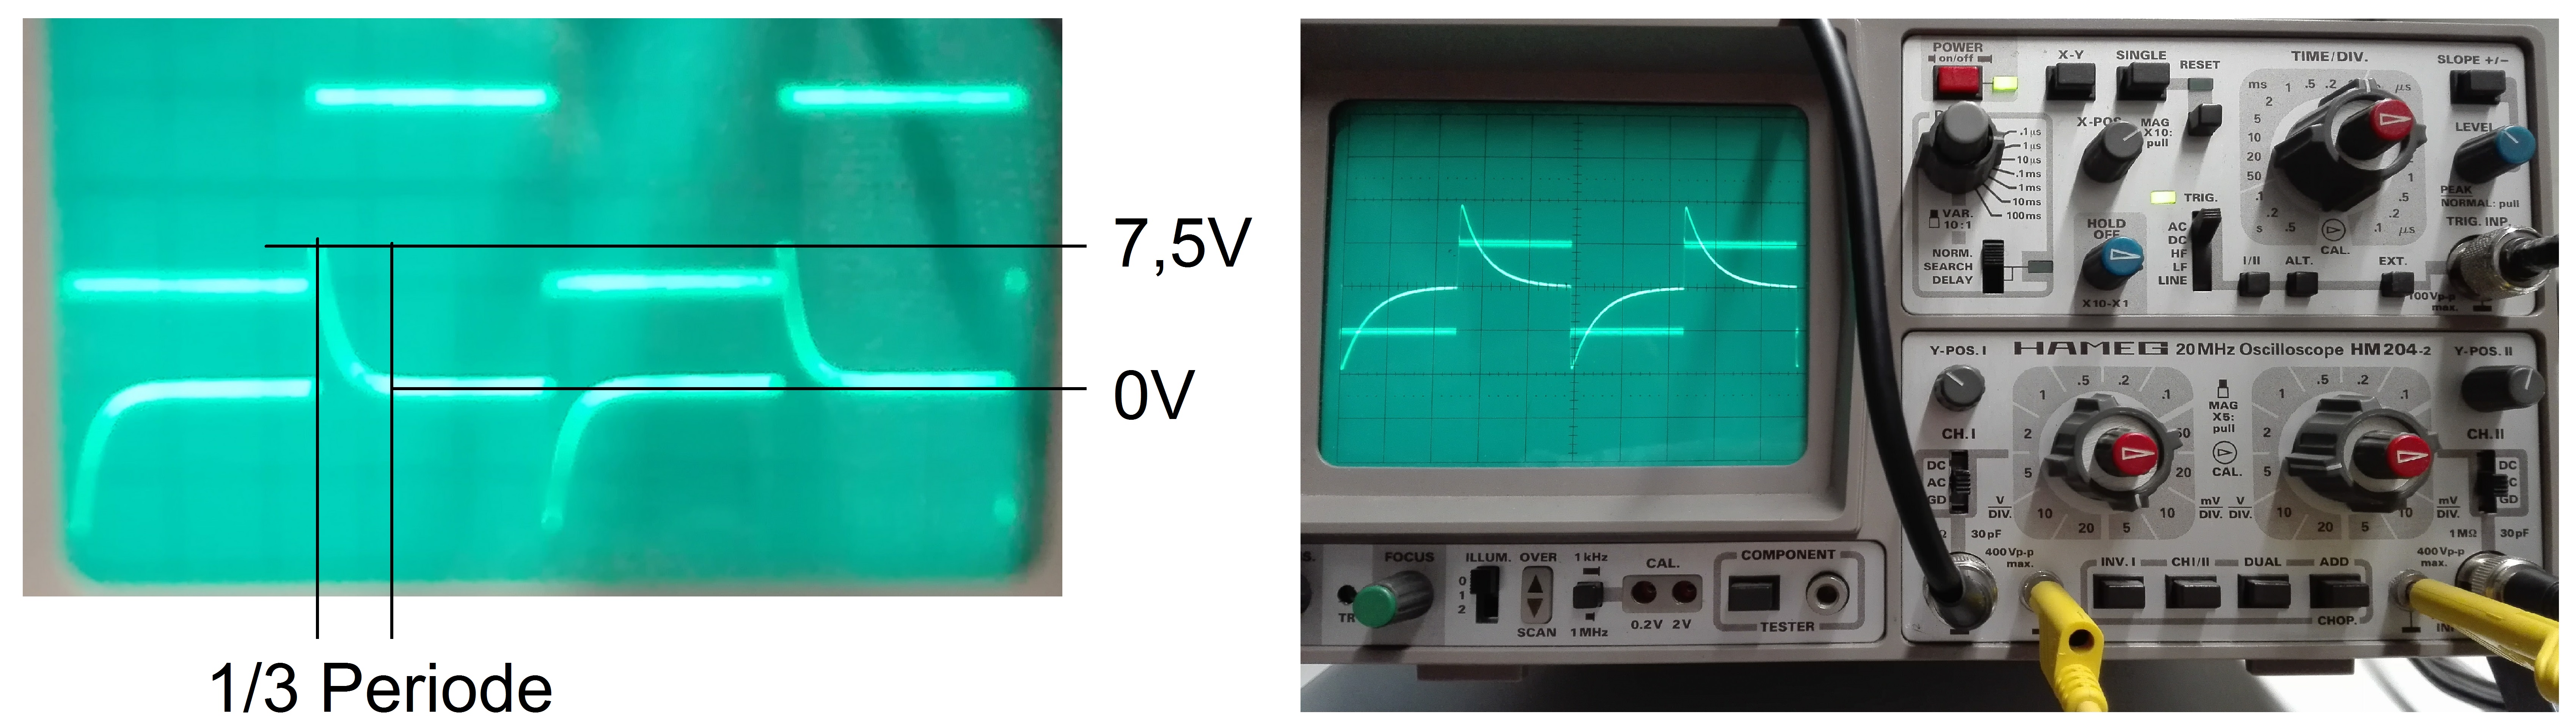 7,5V
0V
1/3 Periode
POWER
on/off
X-Y
SINGLE
RESET
TIME/DIV.
SLOPE +/-
ms 1 .5 .2 µs
2
5
10
20
50
.1
.2
s .5 .1 µs
.2
.5
1
CAL.
X-POS.
MAG
X10:
pull
LEVEL
PEAK
NORMAL: pull
TRIG. INP.
.1µs
1µs
10µs
.1ms
1ms
10ms
100ms
VAR.
10:1
NORM.
SEARCH
DELAY
HOLD
OFF
X10-X1
TRIG.
AC
DC
HF
LF
LINE
I/II
ALT.
EXT.
100Vp-p
max.
Y-POS. I
HAMEG 20MHz Oscilloscope HM204-2
Y-POS. II
.5 .2
1 .1
2 50
5 20
10 20 5 10
V
DIV.
mV
DIV.
MAG
X5:
pull
CAL.
.5 .2
1 .1
2
5
10 20 5 10
V
DIV.
mV
DIV.
CH. I
DC
AC
GD
CH. II
DC
GD
30pF
400Vp-p
max.
1MΩ 30pF
400Vp-p
max.
INV. I
CHI/II
DUAL
ADD
CHOP.
FOCUS
TR
ILLUM.
0
1
2
OVER
SCAN
1kHz
1MHz
CAL.
0.2V 2V
COMPONENT
TESTER